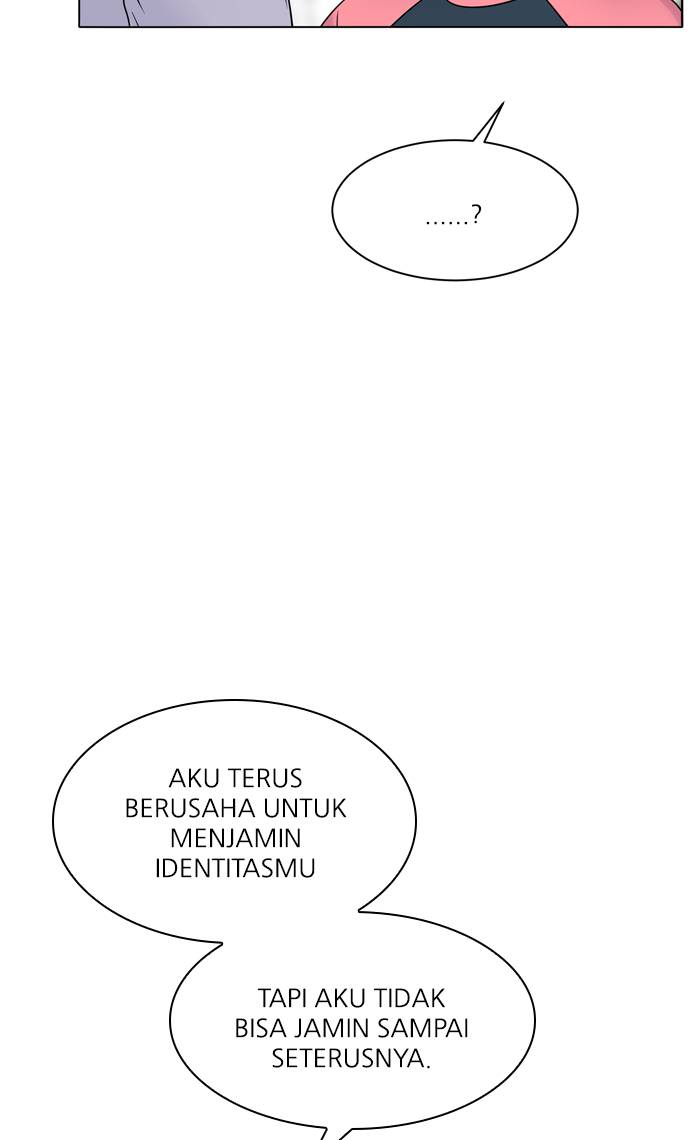 ......?
AKU TERUS
BERUSAHA UNTUK
MENJAMIN
IDENTITASMU
TAPI AKU TIDAK
BISA JAMIN SAMPAI
SETERUSNYA.